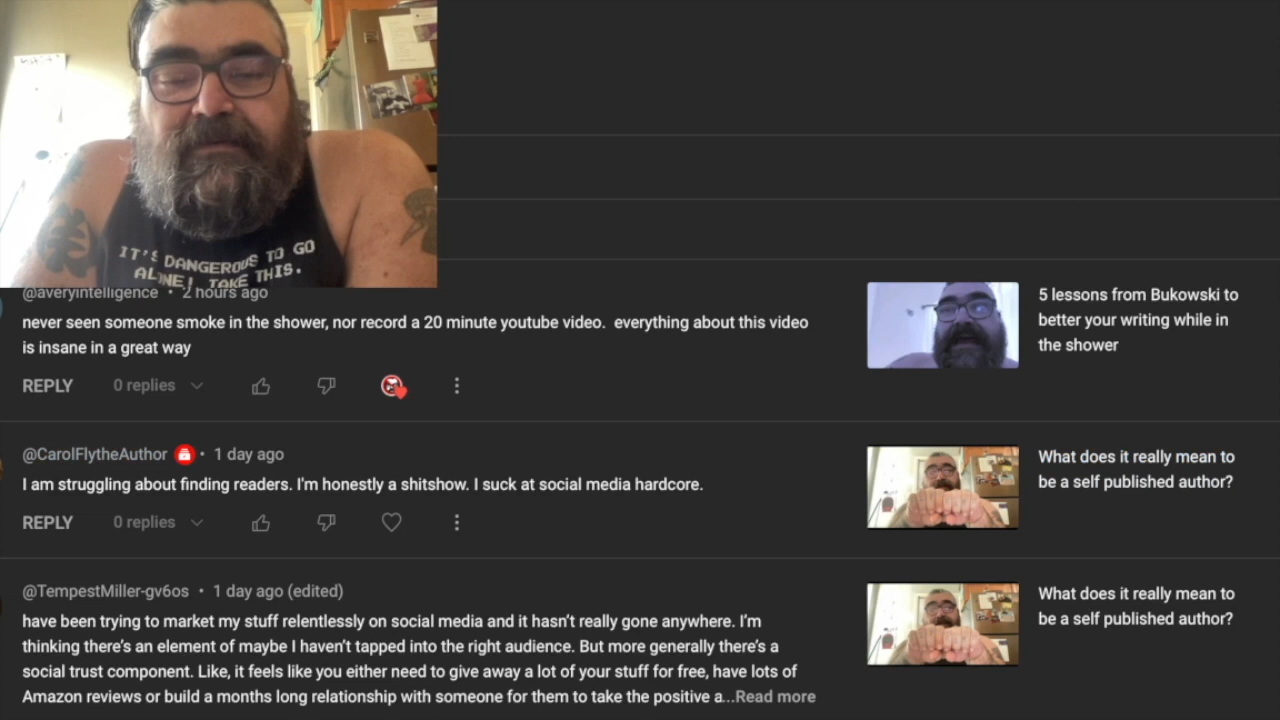 IT'S DANGEROUS TO GO
ALONE! TAKE THIS.
@averyintelligence • 2 hours ago
never seen someone smoke in the shower, nor record a 20 minute youtube video.  everything about this video
is insane in a great way
REPLY 0 replies
5 lessons from Bukowski to
better your writing while in
the shower
@CarolFlytheAuthor • 1 day ago
I am struggling about finding readers. I'm honestly a shitshow. I suck at social media hardcore.
REPLY 0 replies
What does it really mean to
be a self published author?
@TempestMiller-gv6os • 1 day ago (edited)
have been trying to market my stuff relentlessly on social media and it hasn't really gone anywhere. I'm
thinking there's an element of maybe I haven't tapped into the right audience. But more generally there's a
social trust component. Like, it feels like you either need to give away a lot of your stuff for free, have lots of
Amazon reviews or build a months long relationship with someone for them to take the positive a...Read more
What does it really mean to
be a self published author?